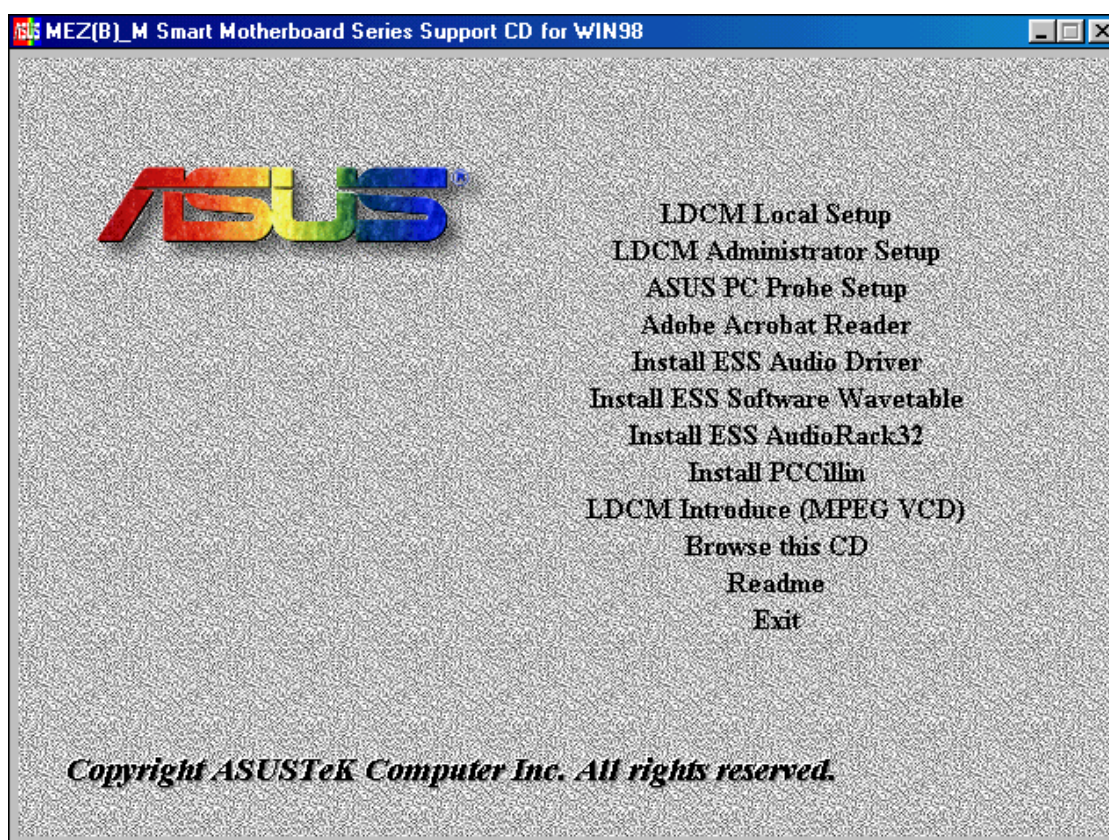 MEZ(B)_M Smart Motherboard Series Support CD for WIN98
ASUS®
LDCM Local Setup
LDCM Administrator Setup
ASUS PC Probe Setup
Adobe Acrobat Reader
Install ESS Audio Driver
Install ESS Software Wavetable
Install ESS AudioRack32
Install PCCillin
LDCM Introduce (MPEG VCD)
Browse this CD
Readme
Exit
Copyright ASUSTeK Computer Inc. All rights reserved.